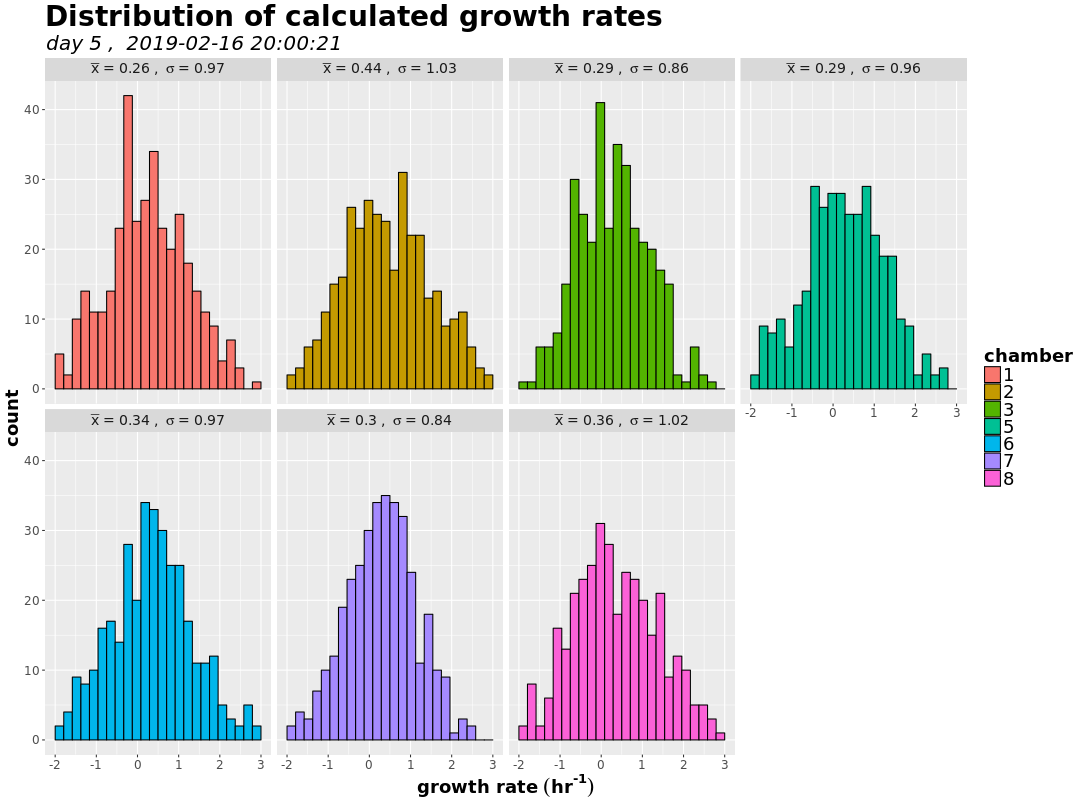 Distribution of calculated growth rates
day 5 ,  2019-02-16 20:00:21
x̅ = 0.26 ,  σ = 0.97
x̅ = 0.44 ,  σ = 1.03
x̅ = 0.29 ,  σ = 0.86
x̅ = 0.29 ,  σ = 0.96
40
30
20
10
0
-2 -1 0 1 2 3
x̅ = 0.34 ,  σ = 0.97
x̅ = 0.3 ,  σ = 0.84
x̅ = 0.36 ,  σ = 1.02
40
30
20
10
0
-2 -1 0 1 2 3
-2 -1 0 1 2 3
-2 -1 0 1 2 3
count
growth rate (hr⁻¹)
chamber
1
2
3
5
6
7
8